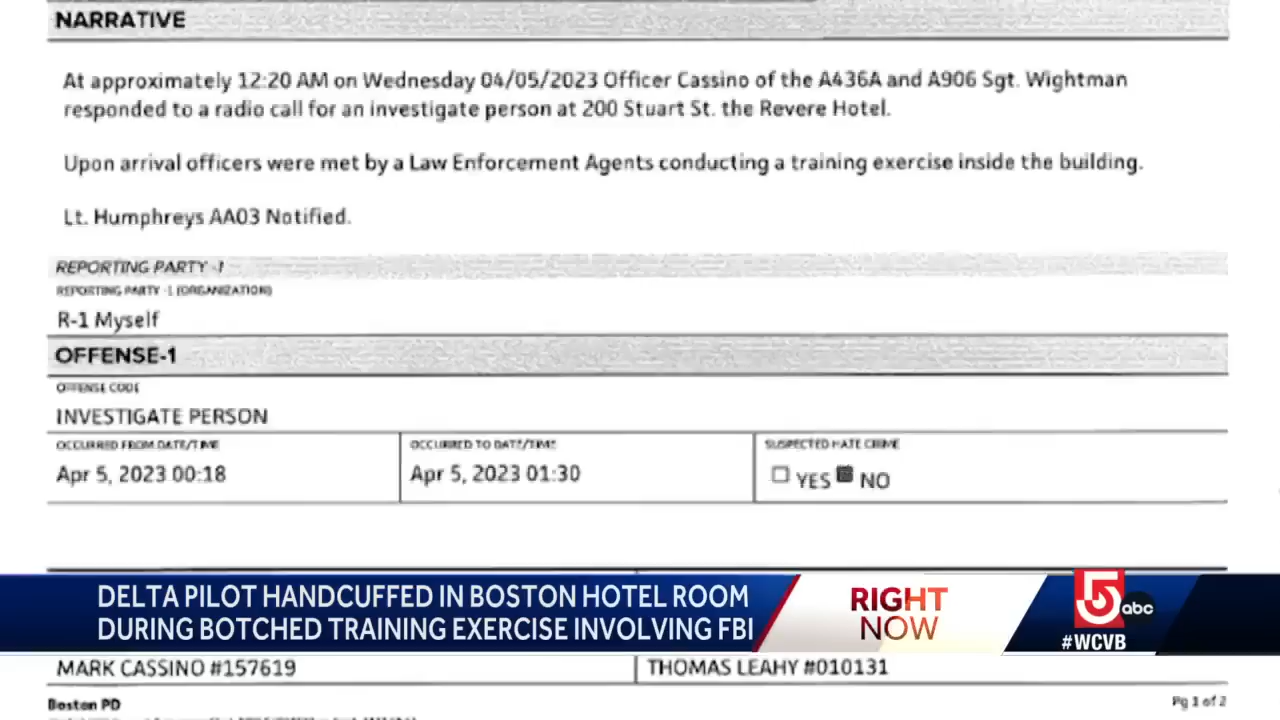 NARRATIVE
At approximately 12:20 AM on Wednesday 04/05/2023 Officer Cassino of the A436A and A906 Sgt. Wightman
responded to a radio call for an investigate person at 200 Stuart St. the Revere Hotel.
Upon arrival officers were met by a Law Enforcement Agents conducting a training exercise inside the building.
Lt. Humphreys AA03 Notified.
REPORTING PARTY -1
REPORTING PARTY -1 (ORGANIZATION)
R-1 Myself
OFFENSE-1
OFFENSE CODE
INVESTIGATE PERSON
OCCURRED FROM DATE/TIME OCCURRED TO DATE/TIME SUSPECTED HATE CRIME
Apr 5, 2023 00:18 Apr 5, 2023 01:30 YES NO
DELTA PILOT HANDCUFFED IN BOSTON HOTEL ROOM
DURING BOTCHED TRAINING EXERCISE INVOLVING FBI
RIGHT
NOW
5 abc
#WCVB
MARK CASSINO #157619 THOMAS LEAHY #010131
Boston PD Pg 1 of 2